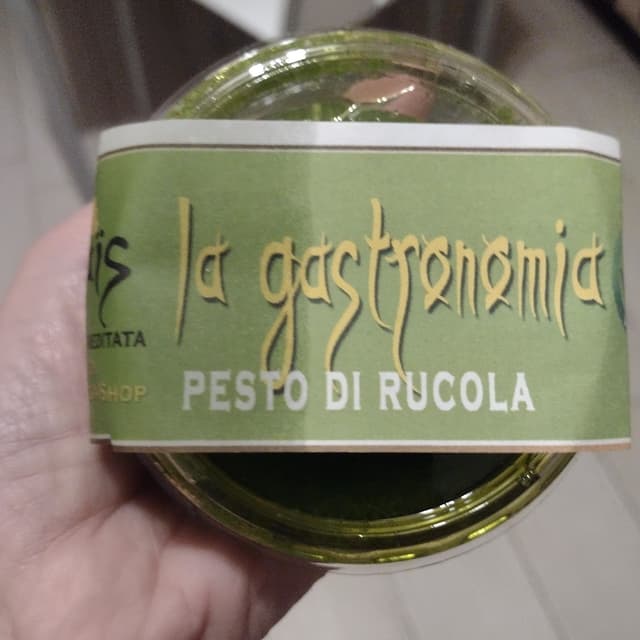 la gastronomia
PESTO DI RUCOLA